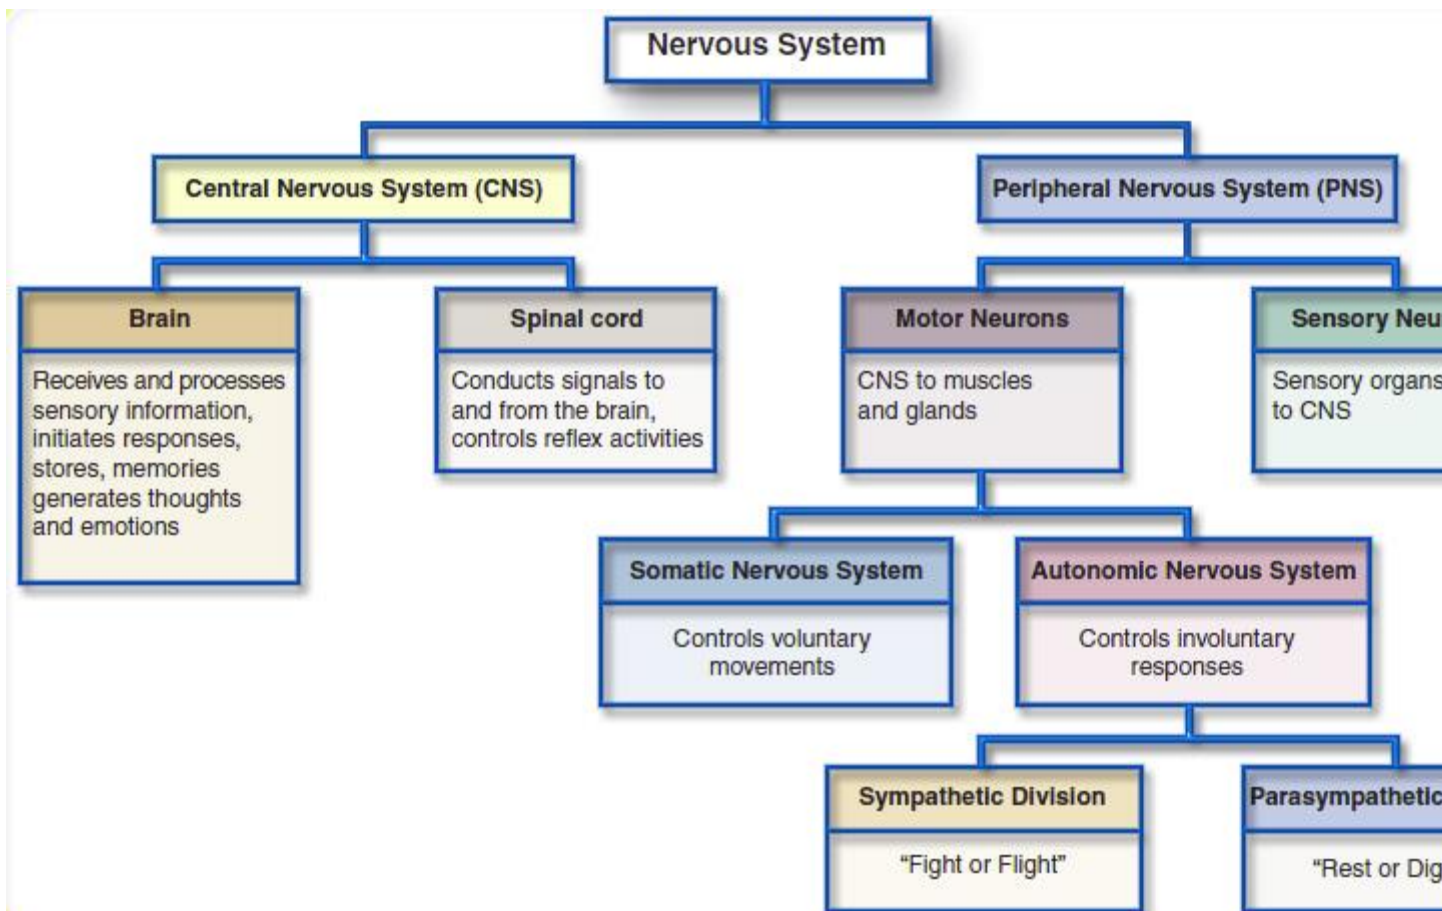 Nervous System
Central Nervous System (CNS)
Peripheral Nervous System (PNS)
Brain
Receives and processes
sensory information,
initiates responses,
stores, memories
generates thoughts
and emotions
Spinal cord
Conducts signals to
and from the brain,
controls reflex activities
Motor Neurons
CNS to muscles
and glands
Sensory
Sensory organs
to CNS
Somatic Nervous System
Controls voluntary
movements
Autonomic Nervous System
Controls involuntary
responses
Sympathetic Division
“Fight or Flight”
Parasympathetic
“Rest or